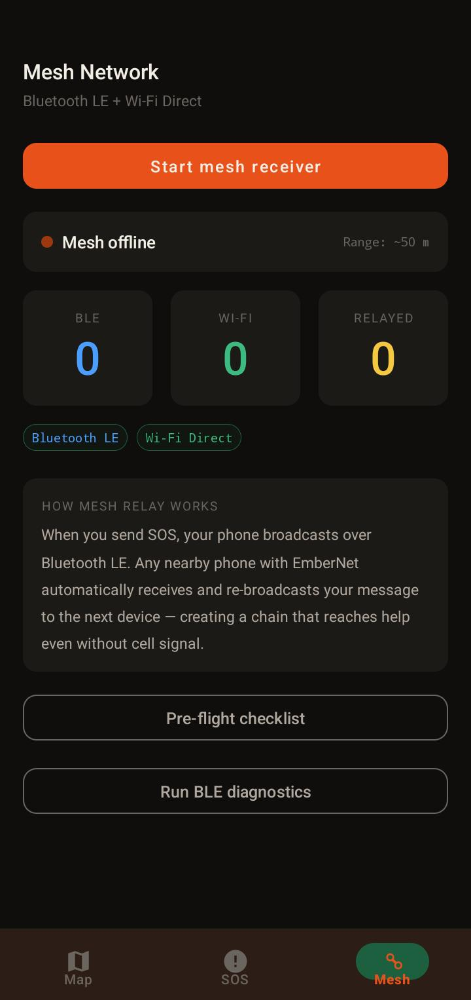 Mesh Network
Bluetooth LE + Wi-Fi Direct
Start mesh receiver
Mesh offline
Range: ~50 m
BLE
WI-FI
RELAYED
0
0
0
Bluetooth LE
Wi-Fi Direct
HOW MESH RELAY WORKS
When you send SOS, your phone broadcasts over
Bluetooth LE. Any nearby phone with EmberNet
automatically receives and re-broadcasts your message
to the next device — creating a chain that reaches help
even without cell signal.
Pre-flight checklist
Run BLE diagnostics
Map
SOS
Mesh